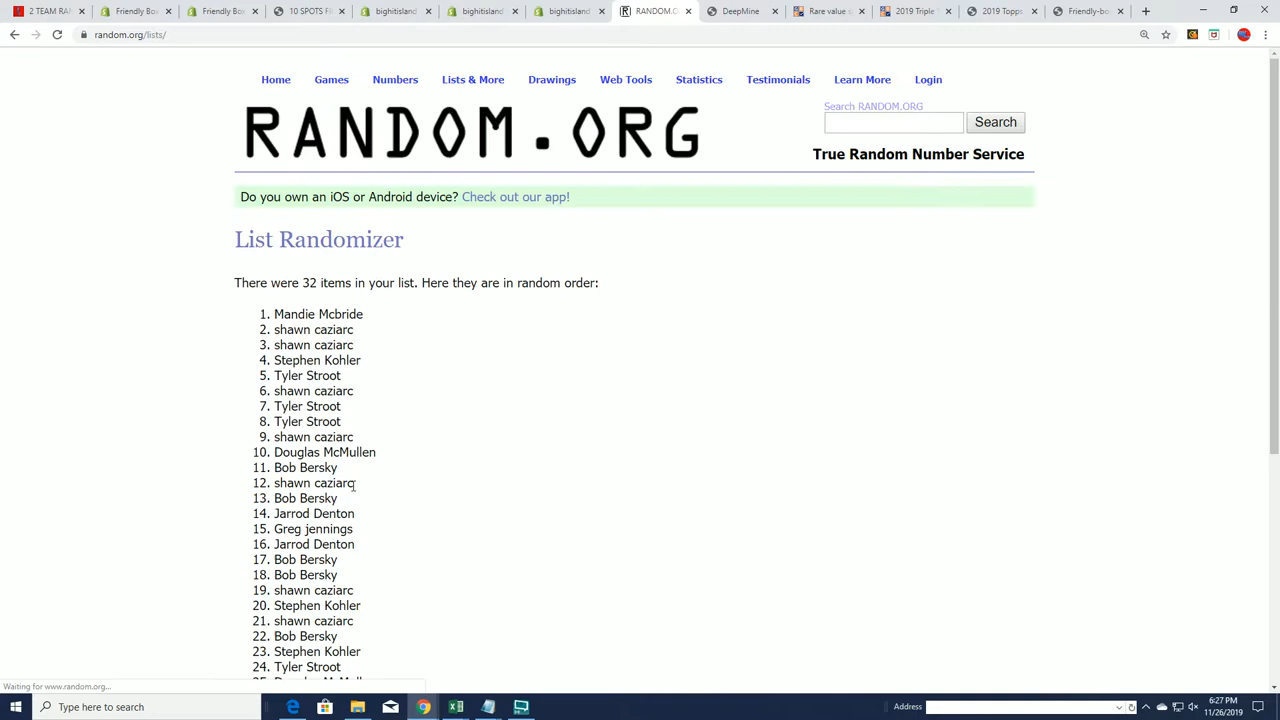 2 TEAM RAN
Friendly Bo
Friendly Bo
10 SPOTS F
bightisland
bightisland
bightisland
RANDOM.O
DeepMine
Rare value s
2019 Triple
2019 Topps
Friendly-bo
random.org/lists/
Home Games Numbers Lists & More Drawings Web Tools Statistics Testimonials Learn More Login
RANDOM.ORG
Search RANDOM.ORG
Search
True Random Number Service
Do you own an iOS or Android device? Check out our app!
List Randomizer
There were 32 items in your list. Here they are in random order:
1. Mandie Mcbride
2. shawn caziarc
3. shawn caziarc
4. Stephen Kohler
5. Tyler Stroot
6. shawn caziarc
7. Tyler Stroot
8. Tyler Stroot
9. shawn caziarc
10. Douglas McMullen
11. Bob Bersky
12. shawn caziarc
13. Bob Bersky
14. Jarrod Denton
15. Greg jennings
16. Jarrod Denton
17. Bob Bersky
18. Bob Bersky
19. shawn caziarc
20. Stephen Kohler
21. shawn caziarc
22. Bob Bersky
23. Stephen Kohler
24. Tyler Stroot
Waiting for www.random.org...
Type here to search
Address
6:27 PM
11/26/2019